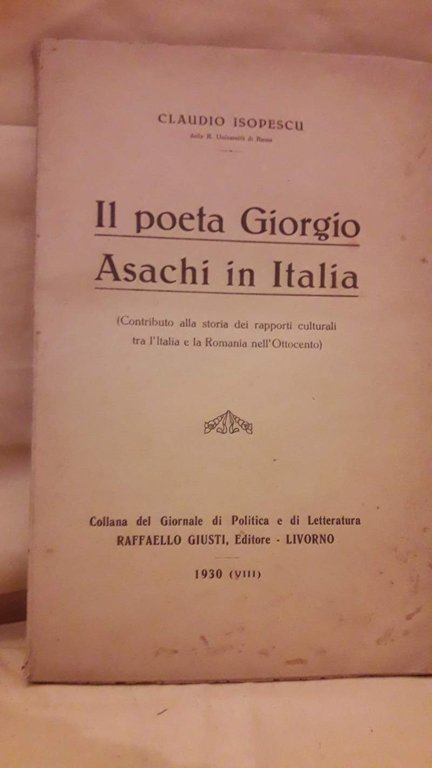 CLAUDIO ISOPESCU
della R. Università di Roma
Il poeta Giorgio
Asachi in Italia
(Contributo alla storia dei rapporti culturali
tra l'Italia e la Romania nell'Ottocento)
Collana del Giornale di Politica e di Letteratura
RAFFAELLO GIUSTI, Editore - LIVORNO
1930 (VIII)